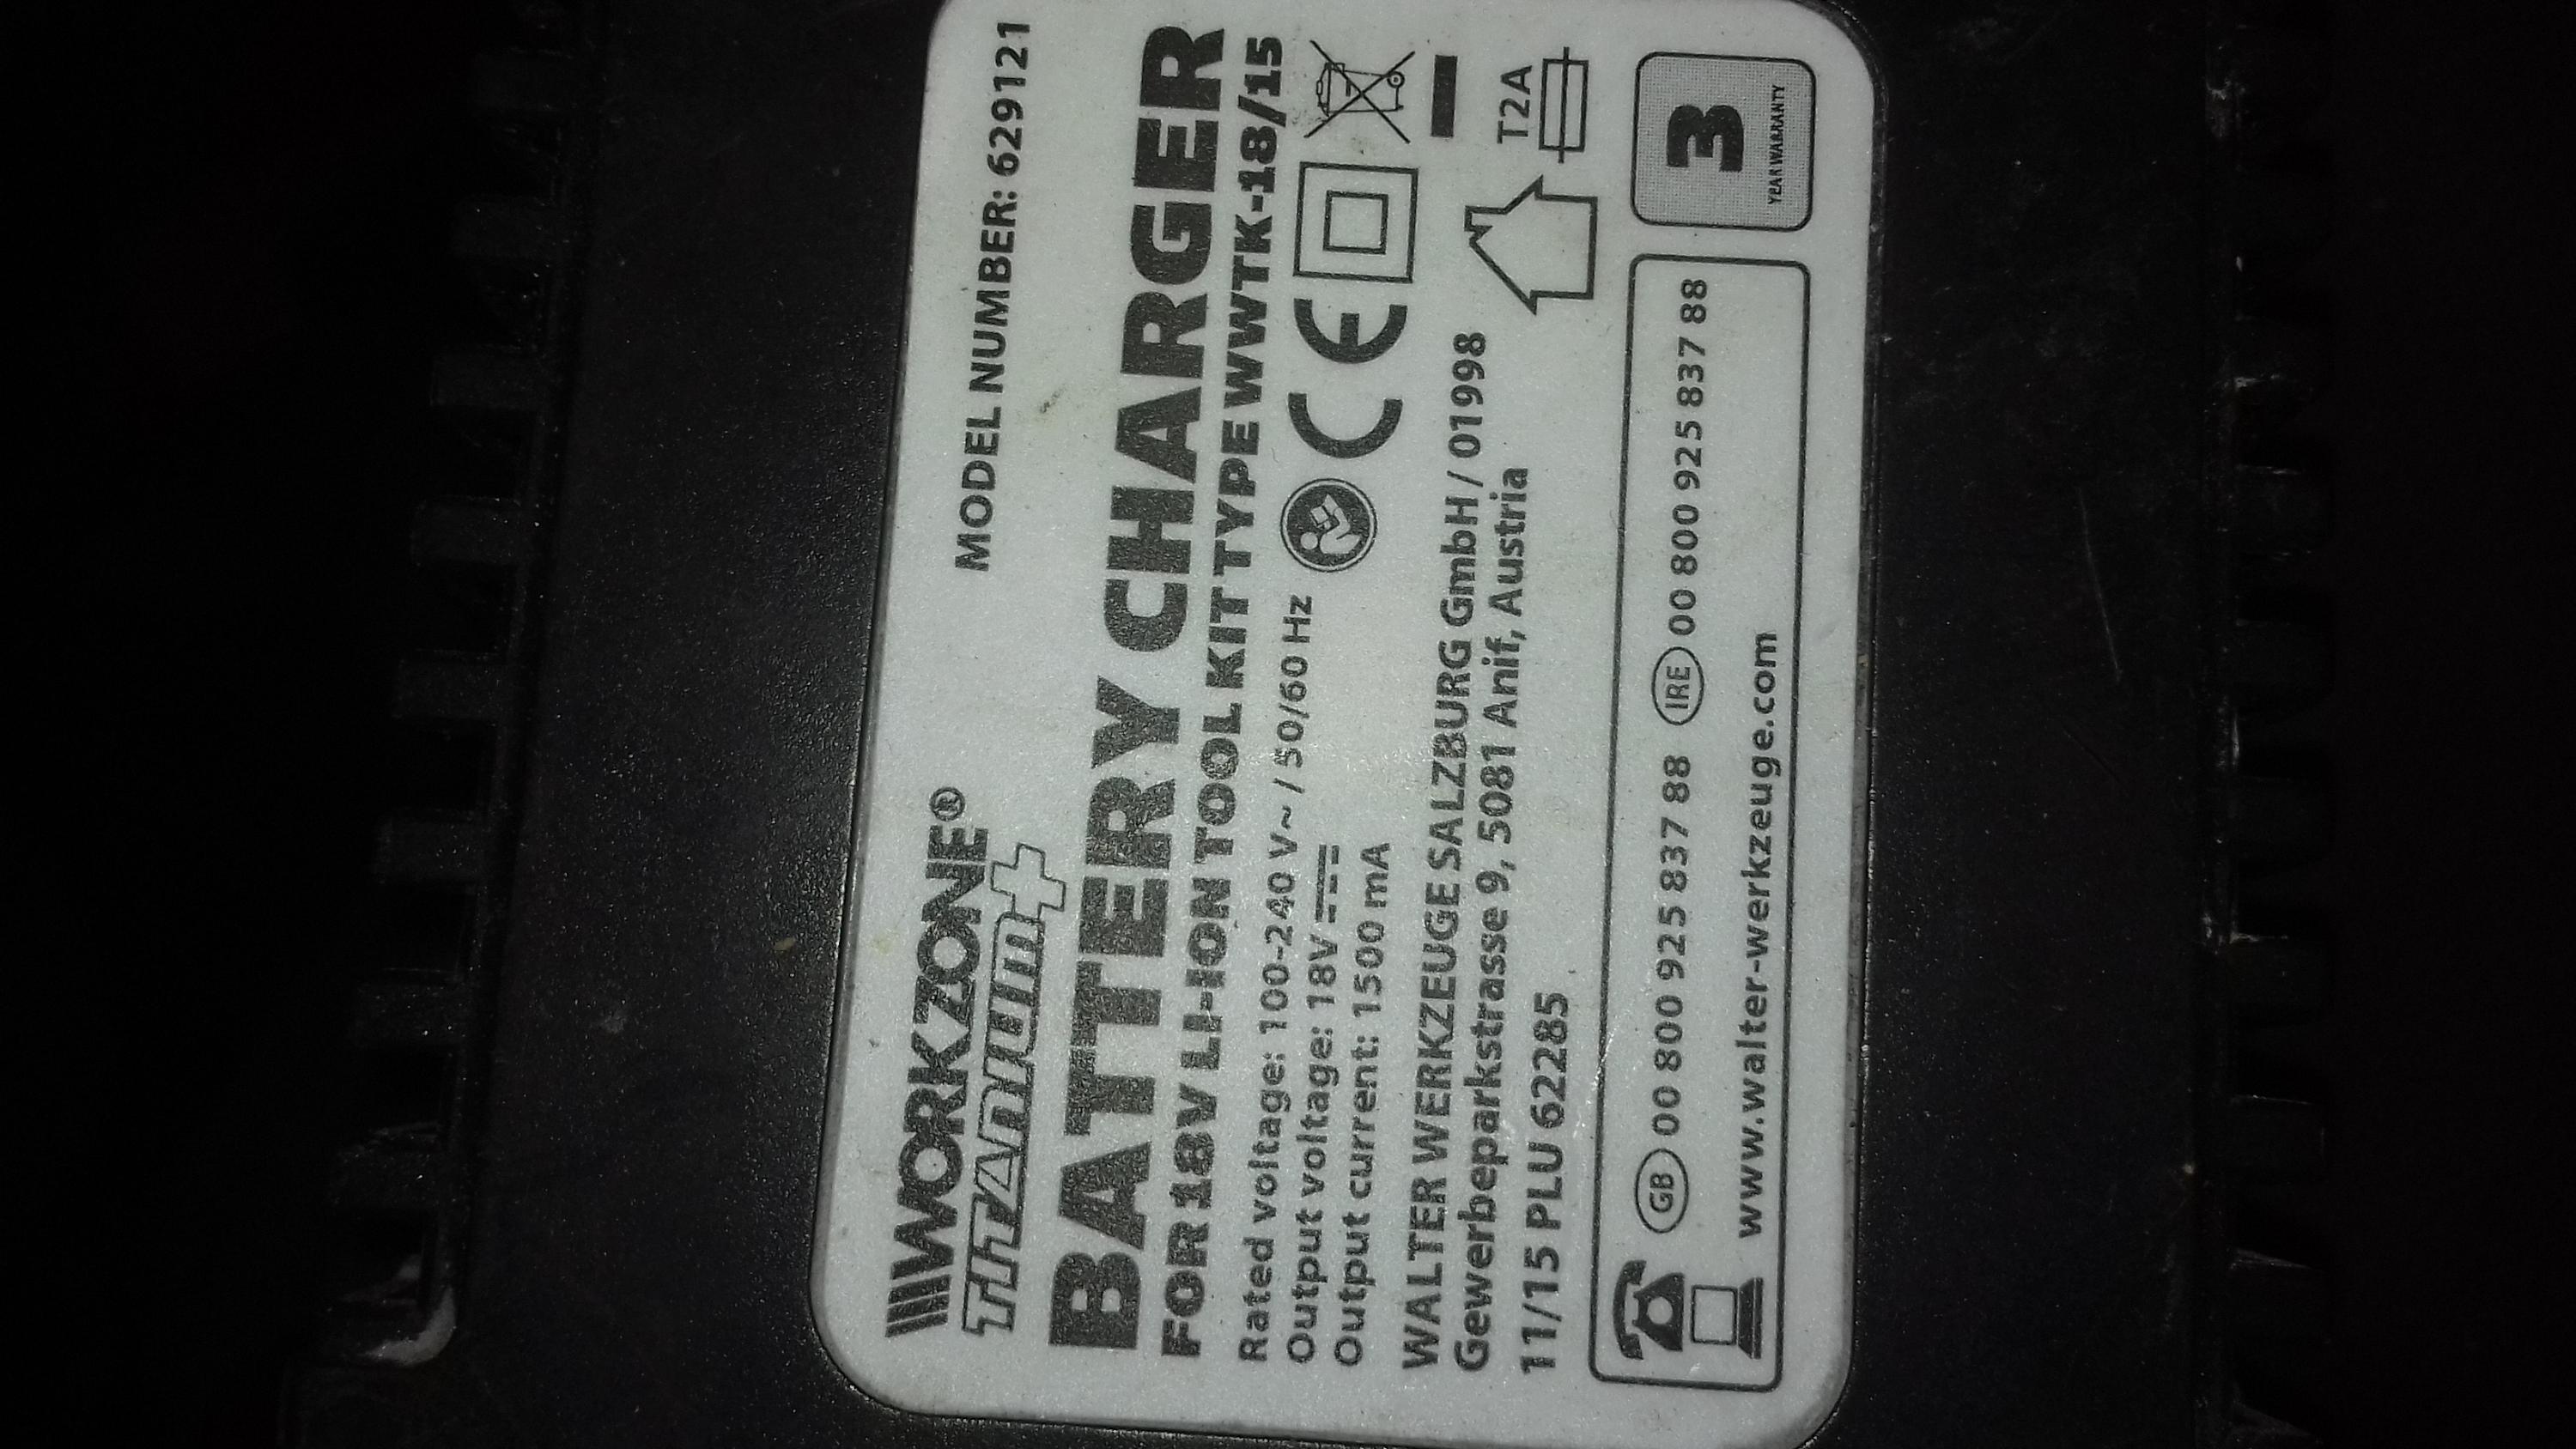 WORKZONE®
TITANIUM+
MODEL NUMBER: 629121
BATTERY CHARGER
FOR 18V LI-ION TOOL KIT TYPE WWTK-18/15
Rated voltage: 100-240 V~ / 50/60 Hz
Output voltage: 18V ⎓
Output current: 1500 mA
CE
WALTER WERKZEUGE SALZBURG GmbH / 01998
Gewerbeparkstrasse 9, 5081 Anif, Austria
11/15 PLU 62285
T2A
GB 00 800 925 837 88 IRE 00 800 925 837 88
www.walter-werkzeuge.com
3
YEAR WARRANTY